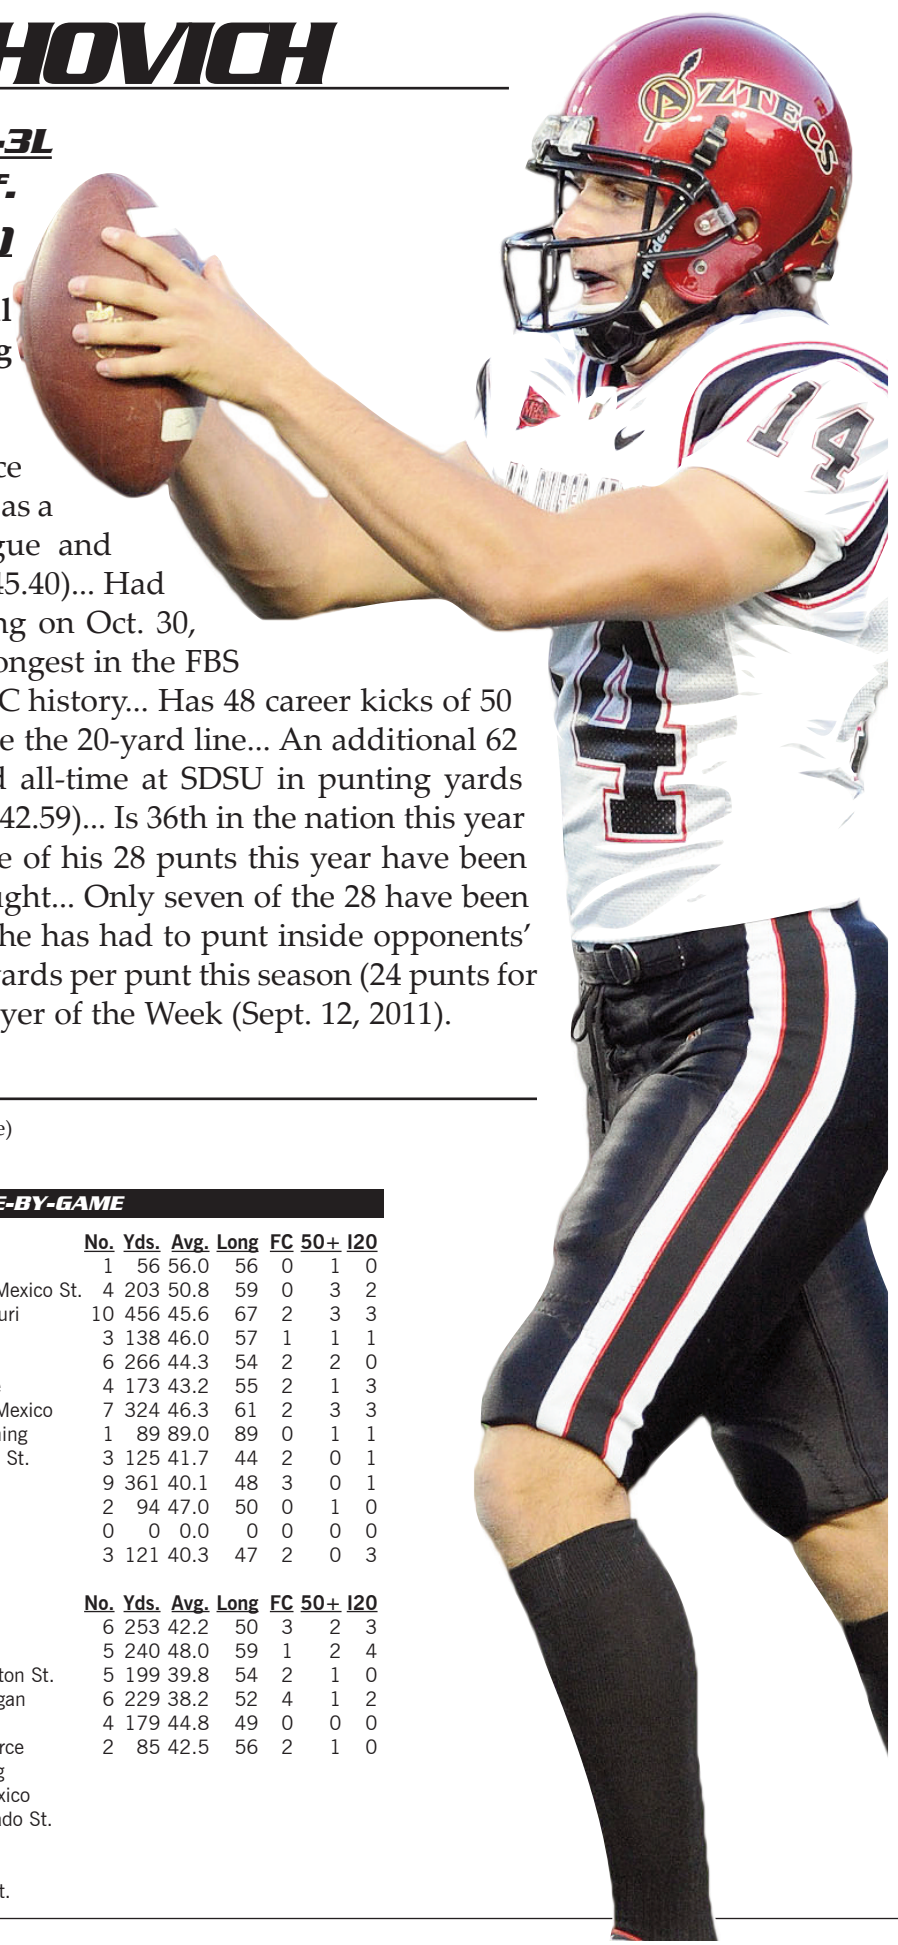 HOVICH
-3L
f.
l
g
ce
as a
gue and
45.40)... Had
ng on Oct. 30,
ongest in the FBS
C history... Has 48 career kicks of 50
e the 20-yard line... An additional 62
d all-time at SDSU in punting yards
42.59)... Is 36th in the nation this year
e of his 28 punts this year have been
ight... Only seven of the 28 have been
he has had to punt inside opponents’
yards per punt this season (24 punts for
yer of the Week (Sept. 12, 2011).
AZTECS
14
4
e)
E-BY-GAME
No. Yds. Avg. Long FC 50+ I20
1 56 56.0 56 0 1 0
Mexico St. 4 203 50.8 59 0 3 2
uri 10 456 45.6 67 2 3 3
3 138 46.0 57 1 1 1
6 266 44.3 54 2 2 0
4 173 43.2 55 2 1 3
Mexico 7 324 46.3 61 2 3 3
ning 1 89 89.0 89 0 1 1
St. 3 125 41.7 44 2 0 1
9 361 40.1 48 3 0 1
2 94 47.0 50 0 1 0
0 0 0.0 0 0 0 0
3 121 40.3 47 2 0 3
No. Yds. Avg. Long FC 50+ I20
6 253 42.2 50 3 2 3
5 240 48.0 59 1 2 4
ton St. 5 199 39.8 54 2 1 0
gan 6 229 38.2 52 4 1 2
4 179 44.8 49 0 0 0
rce 2 85 42.5 56 2 1 0
g
xico
ado St.
t.